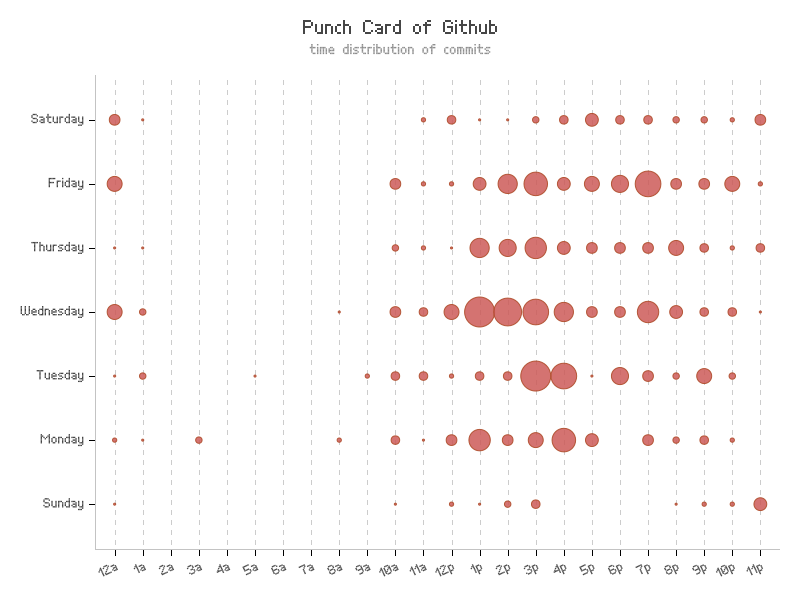 Punch Card of Github
time distribution of commits
Saturday
Friday
Thursday
Wednesday
Tuesday
Monday
Sunday
12a 1a 2a 3a 4a 5a 6a 7a 8a 9a 10a 11a 12p 1p 2p 3p 4p 5p 6p 7p 8p 9p 10p 11p